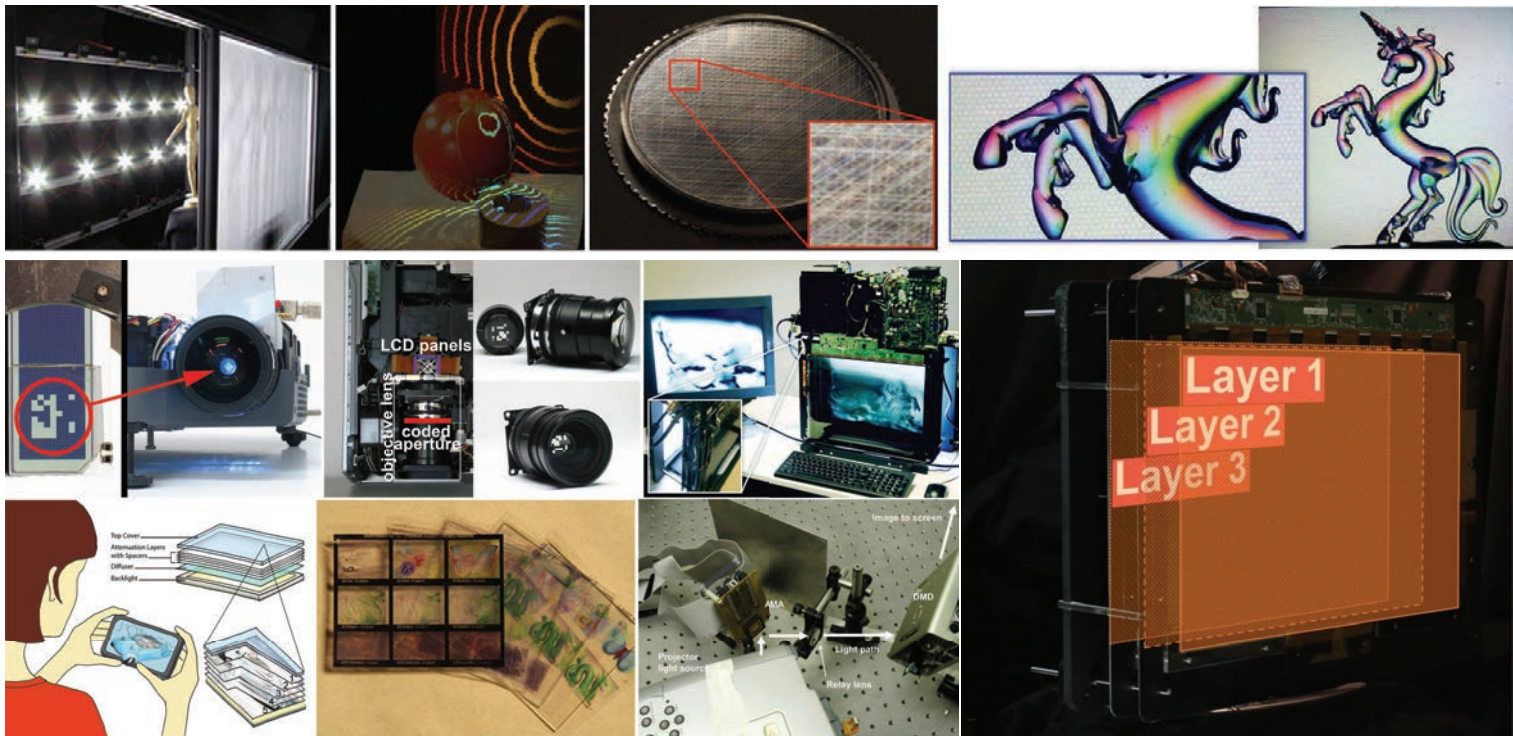 LCD panels
objective lens
coded
aperture
Layer 1
Layer 2
Layer 3
Top Cover
Attenuation Layers
with Spacers
Diffuser
Backlight
Image to screen
AMA
DMD
Projector
light source
Light path
Relay lens